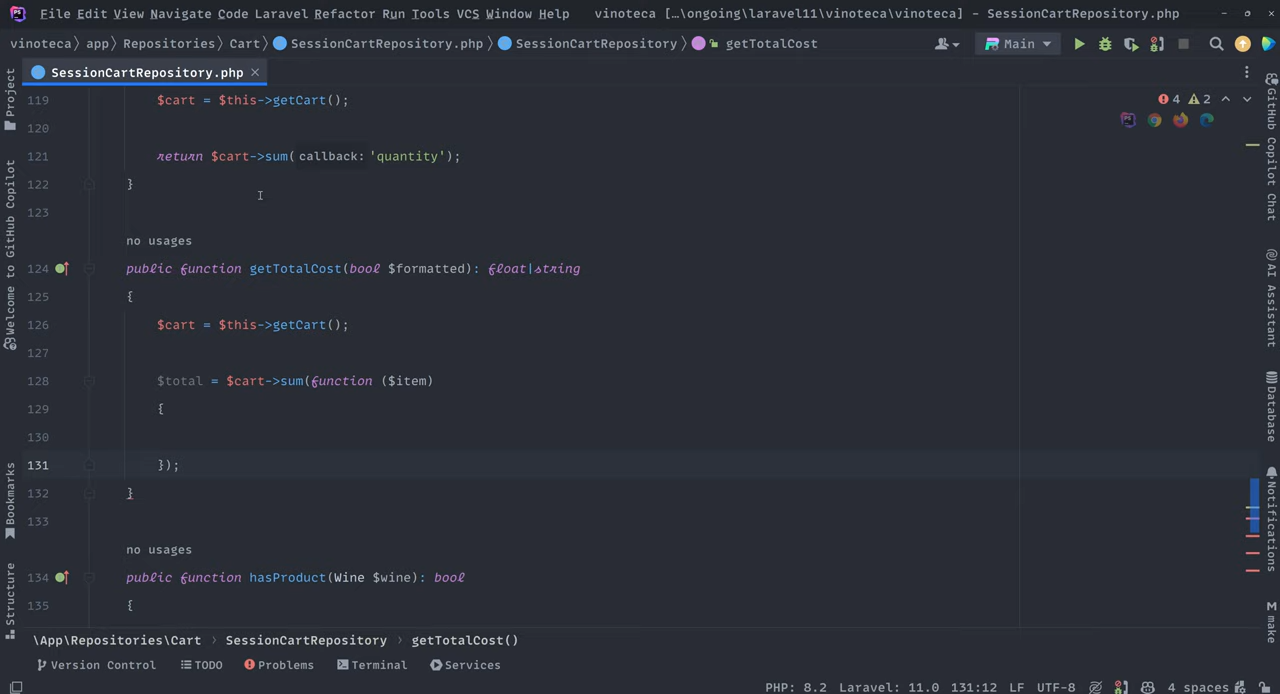 File Edit View Navigate Code Laravel Refactor Run Tools VCS Window Help vinoteca [...\ongoing\laravel11\vinoteca\vinoteca] - SessionCartRepository.php
vinoteca app Repositories Cart SessionCartRepository.php SessionCartRepository getTotalCost Main
Project
SessionCartRepository.php
119 $cart = $this->getCart();
4 2
120
121 return $cart->sum( callback: 'quantity');
122 }
123
no usages
124 public function getTotalCost(bool $formatted): float|string
125 {
126 $cart = $this->getCart();
127
128 $total = $cart->sum(function ($item)
129 {
130
131 });
132 }
133
no usages
134 public function hasProduct(Wine $wine): bool
135 {
Welcome to GitHub Copilot
Bookmarks
Structure
GitHub Copilot Chat
AI Assistant
Database
Notifications
M make
\App\Repositories\Cart SessionCartRepository getTotalCost()
Version Control TODO Problems Terminal Services
PHP: 8.2 Laravel: 11.0 131:12 LF UTF-8 4 spaces